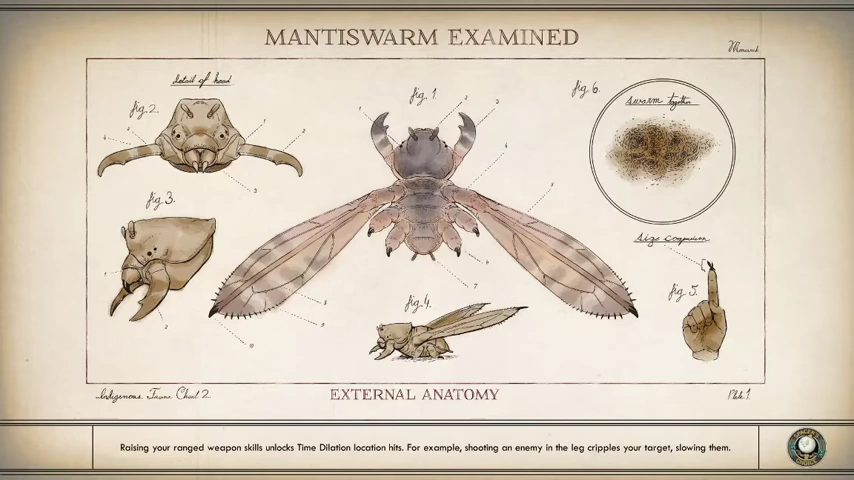 MANTISWARM EXAMINED
detail of head
fig.2.
fig.1.
fig.6.
swarm together
fig.3.
size comparison
fig.5.
fig.4.
Indigenous Fauna Chart 2
EXTERNAL ANATOMY
Plate 1.
Raising your ranged weapon skills unlocks Time Dilation location hits. For example, shooting an enemy in the leg cripples your target, slowing them.